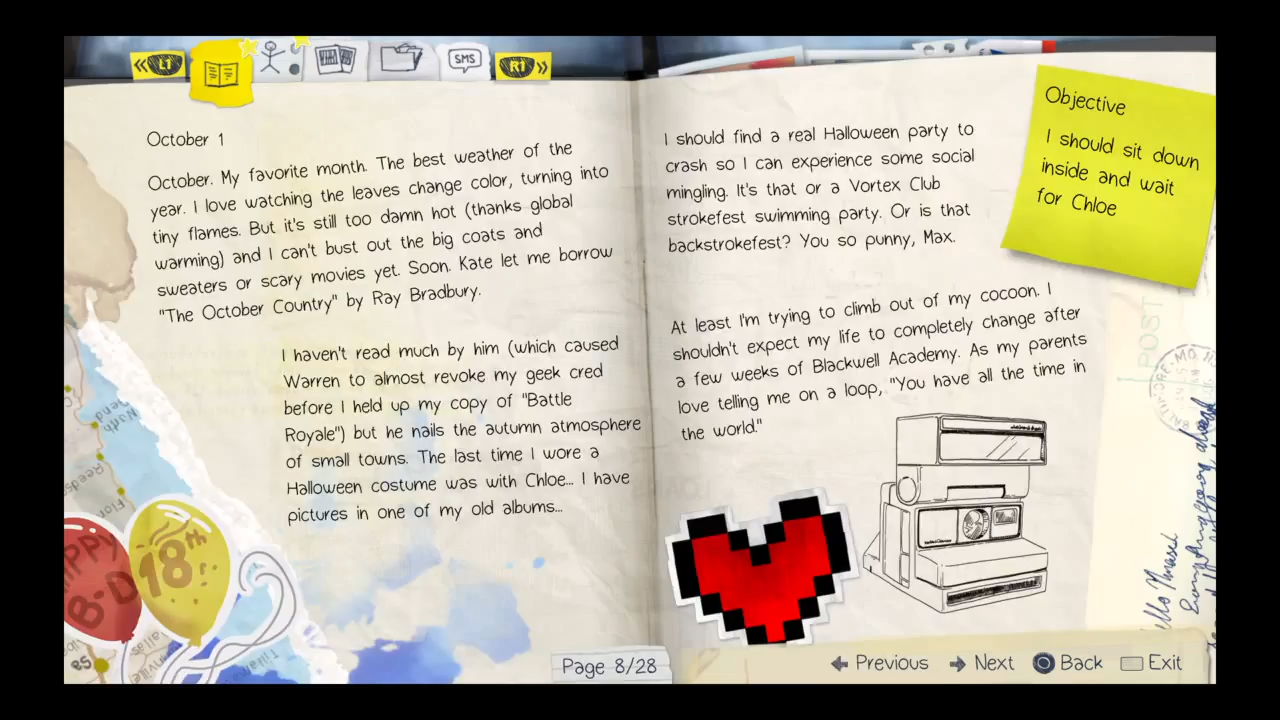 L1
SMS
R1
October 1
October. My favorite month. The best weather of the
year. I love watching the leaves change color, turning into
tiny flames. But it's still too damn hot (thanks global
warming) and I can't bust out the big coats and
sweaters or scary movies yet. Soon. Kate let me borrow
"The October Country" by Ray Bradbury.
I haven't read much by him (which caused
Warren to almost revoke my geek cred
before I held up my copy of "Battle
Royale") but he nails the autumn atmosphere
of small towns. The last time I wore a
Halloween costume was with Chloe... I have
pictures in one of my old albums...
I should find a real Halloween party to
crash so I can experience some social
mingling. It's that or a Vortex Club
strokefest swimming party. Or is that
backstrokefest? You so punny, Max.
At least I'm trying to climb out of my cocoon. I
shouldn't expect my life to completely change after
a few weeks of Blackwell Academy. As my parents
love telling me on a loop, "You have all the time in
the world."
Objective
I should sit down
inside and wait
for Chloe
POST
18th
Page 8/28
Previous
Next
Back
Exit